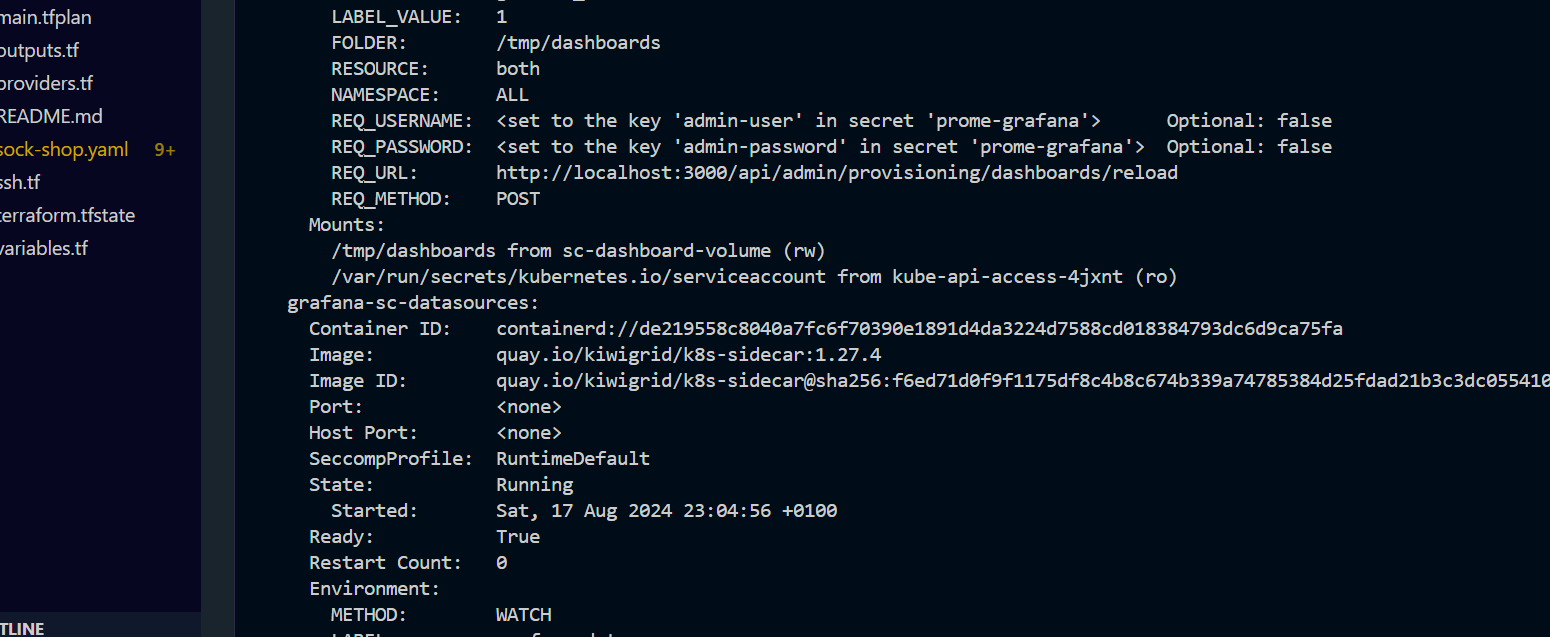 main.tfplan
outputs.tf
providers.tf
README.md
sock-shop.yaml 9+
ssh.tf
terraform.tfstate
variables.tf
TLINE
LABEL_VALUE: 1
FOLDER: /tmp/dashboards
RESOURCE: both
NAMESPACE: ALL
REQ_USERNAME: <set to the key 'admin-user' in secret 'prome-grafana'> Optional: false
REQ_PASSWORD: <set to the key 'admin-password' in secret 'prome-grafana'> Optional: false
REQ_URL: http://localhost:3000/api/admin/provisioning/dashboards/reload
REQ_METHOD: POST
Mounts:
/tmp/dashboards from sc-dashboard-volume (rw)
/var/run/secrets/kubernetes.io/serviceaccount from kube-api-access-4jxnt (ro)
grafana-sc-datasources:
Container ID: containerd://de219558c8040a7fc6f70390e1891d4da3224d7588cd018384793dc6d9ca75fa
Image: quay.io/kiwigrid/k8s-sidecar:1.27.4
Image ID: quay.io/kiwigrid/k8s-sidecar@sha256:f6ed71d0f9f1175df8c4b8c674b339a74785384d25fdad21b3c3dc055410
Port: <none>
Host Port: <none>
SeccompProfile: RuntimeDefault
State: Running
Started: Sat, 17 Aug 2024 23:04:56 +0100
Ready: True
Restart Count: 0
Environment:
METHOD: WATCH